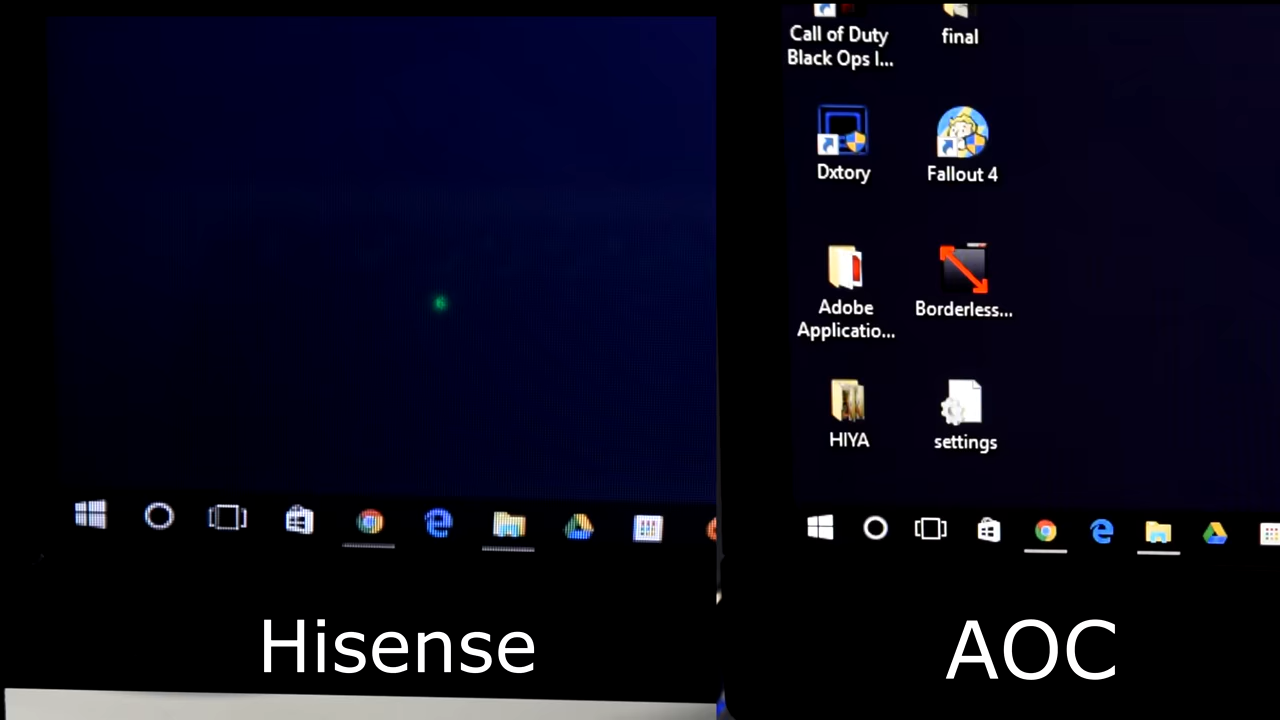 Call of Duty
Black Ops I...
final
Dxtory
Fallout 4
Adobe
Applicatio...
Borderless...
HIYA
settings
Hisense
AOC